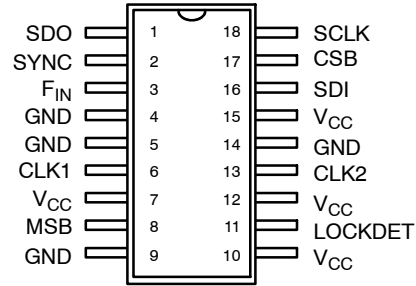 SDO 1 18 SCLK
SYNC 2 17 CSB
FIN 3 16 SDI
GND 4 15 VCC
GND 5 14 GND
CLK1 6 13 CLK2
VCC 7 12 VCC
MSB 8 11 LOCKDET
GND 9 10 VCC